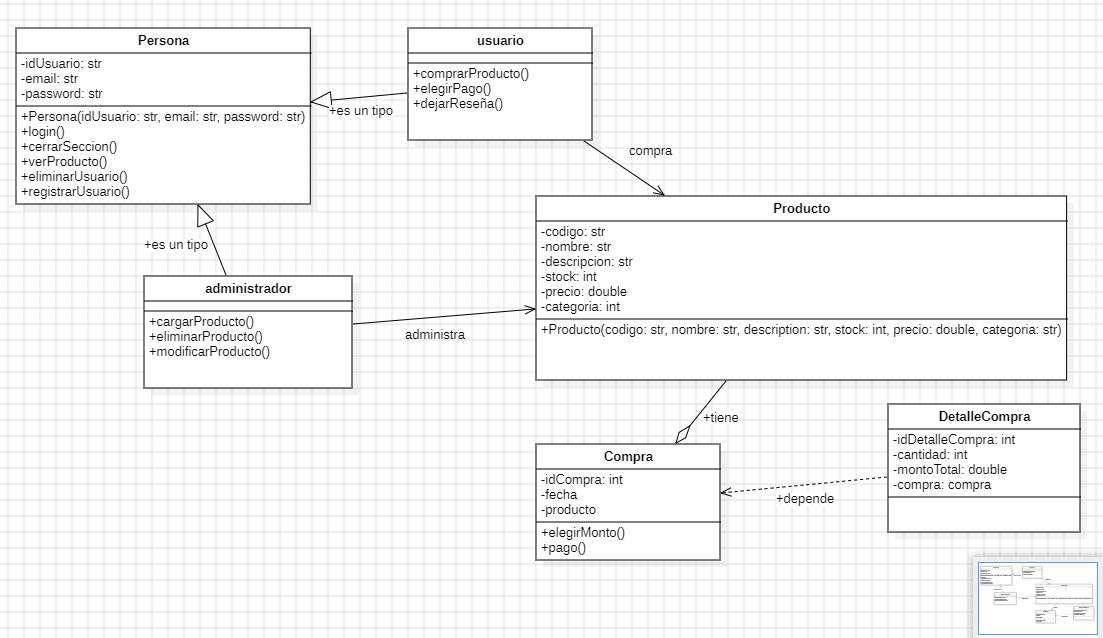 Persona
-idUsuario: str
-email: str
-password: str
+Persona(idUsuario: str, email: str, password: str)
+login()
+cerrarSeccion()
+verProducto()
+eliminarUsuario()
+registrarUsuario()
usuario
+comprarProducto()
+elegirPago()
+dejarReseña()
+es un tipo
compra
+es un tipo
administrador
+cargarProducto()
+eliminarProducto()
+modificarProducto()
administra
Producto
-codigo: str
-nombre: str
-descripcion: str
-stock: int
-precio: double
-categoria: int
+Producto(codigo: str, nombre: str, description: str, stock: int, precio: double, categoria: str)
+tiene
Compra
-idCompra: int
-fecha
-producto
+elegirMonto()
+pago()
+depende
DetalleCompra
-idDetalleCompra: int
-cantidad: int
-montoTotal: double
-compra: compra